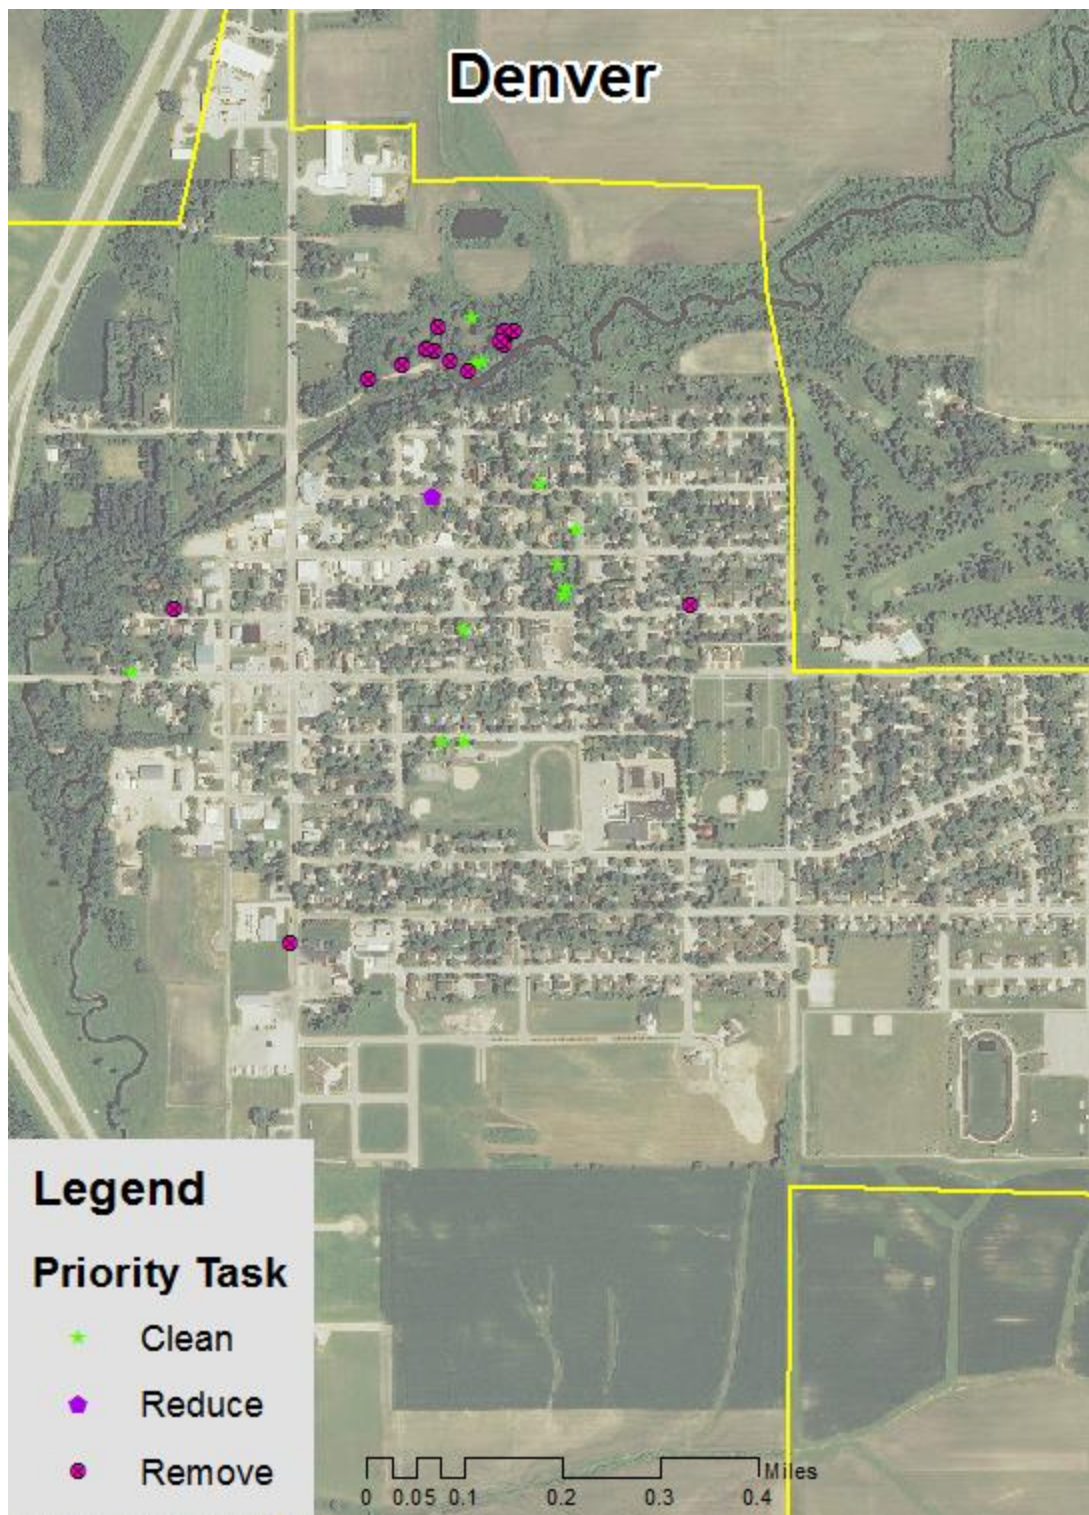 Denver
Legend
Priority Task
Clean
Reduce
Remove
Miles
0 0.05 0.1 0.2 0.3 0.4